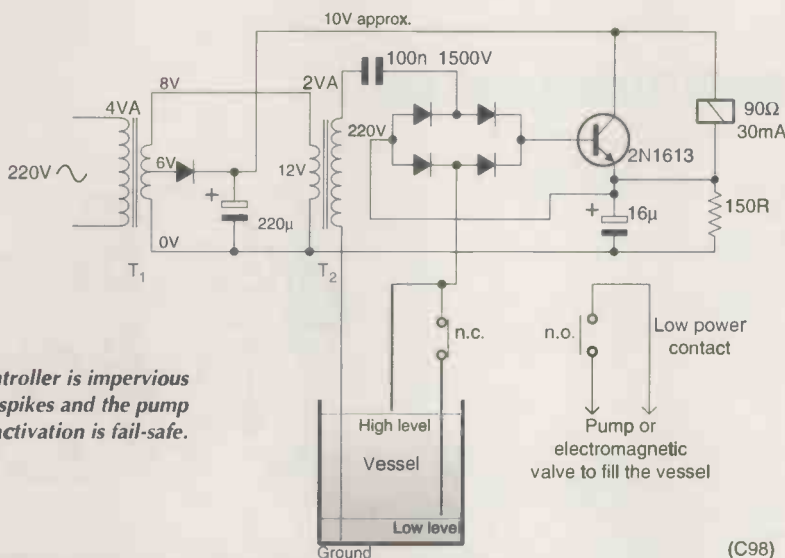 10V approx.
100n 1500V
8V
2VA
4VA
220V
90Ω
30mA
220V
6V
12V
2N1613
+
+
16µ
150R
220µ
0V
T1
T2
n.c.
n.o.
Low power
contact
ntroller is impervious
spikes and the pump
activation is fail-safe.
High level
Vessel
Pump or
electromagnetic
valve to fill the vessel
Low level
Ground
(C98)